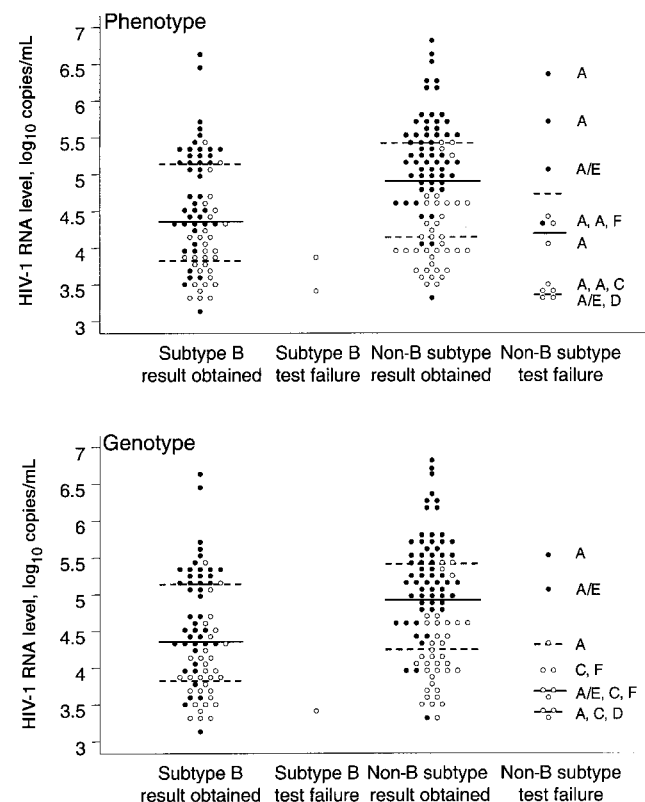 Phenotype
HIV-1 RNA level, log10 copies/mL
7
6.5
6
5.5
5
4.5
4
3.5
3
A
A
A/E
A, A, F
A
A, A, C
A/E, D
Subtype B Subtype B Non-B subtype Non-B subtype
result obtained test failure result obtained test failure
Genotype
HIV-1 RNA level, log10 copies/mL
7
6.5
6
5.5
5
4.5
4
3.5
3
A
A/E
A
C, F
A/E, C, F
A, C, D
Subtype B Subtype B Non-B subtype Non-B subtype
result obtained test failure result obtained test failure